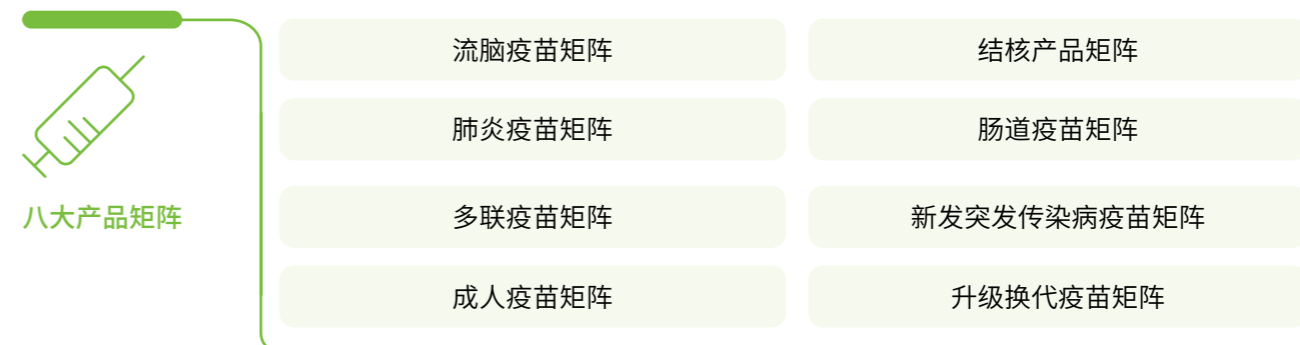 八大产品矩阵
流脑疫苗矩阵
结核产品矩阵
肺炎疫苗矩阵
肠道疫苗矩阵
多联疫苗矩阵
新发突发传染病疫苗矩阵
成人疫苗矩阵
升级换代疫苗矩阵